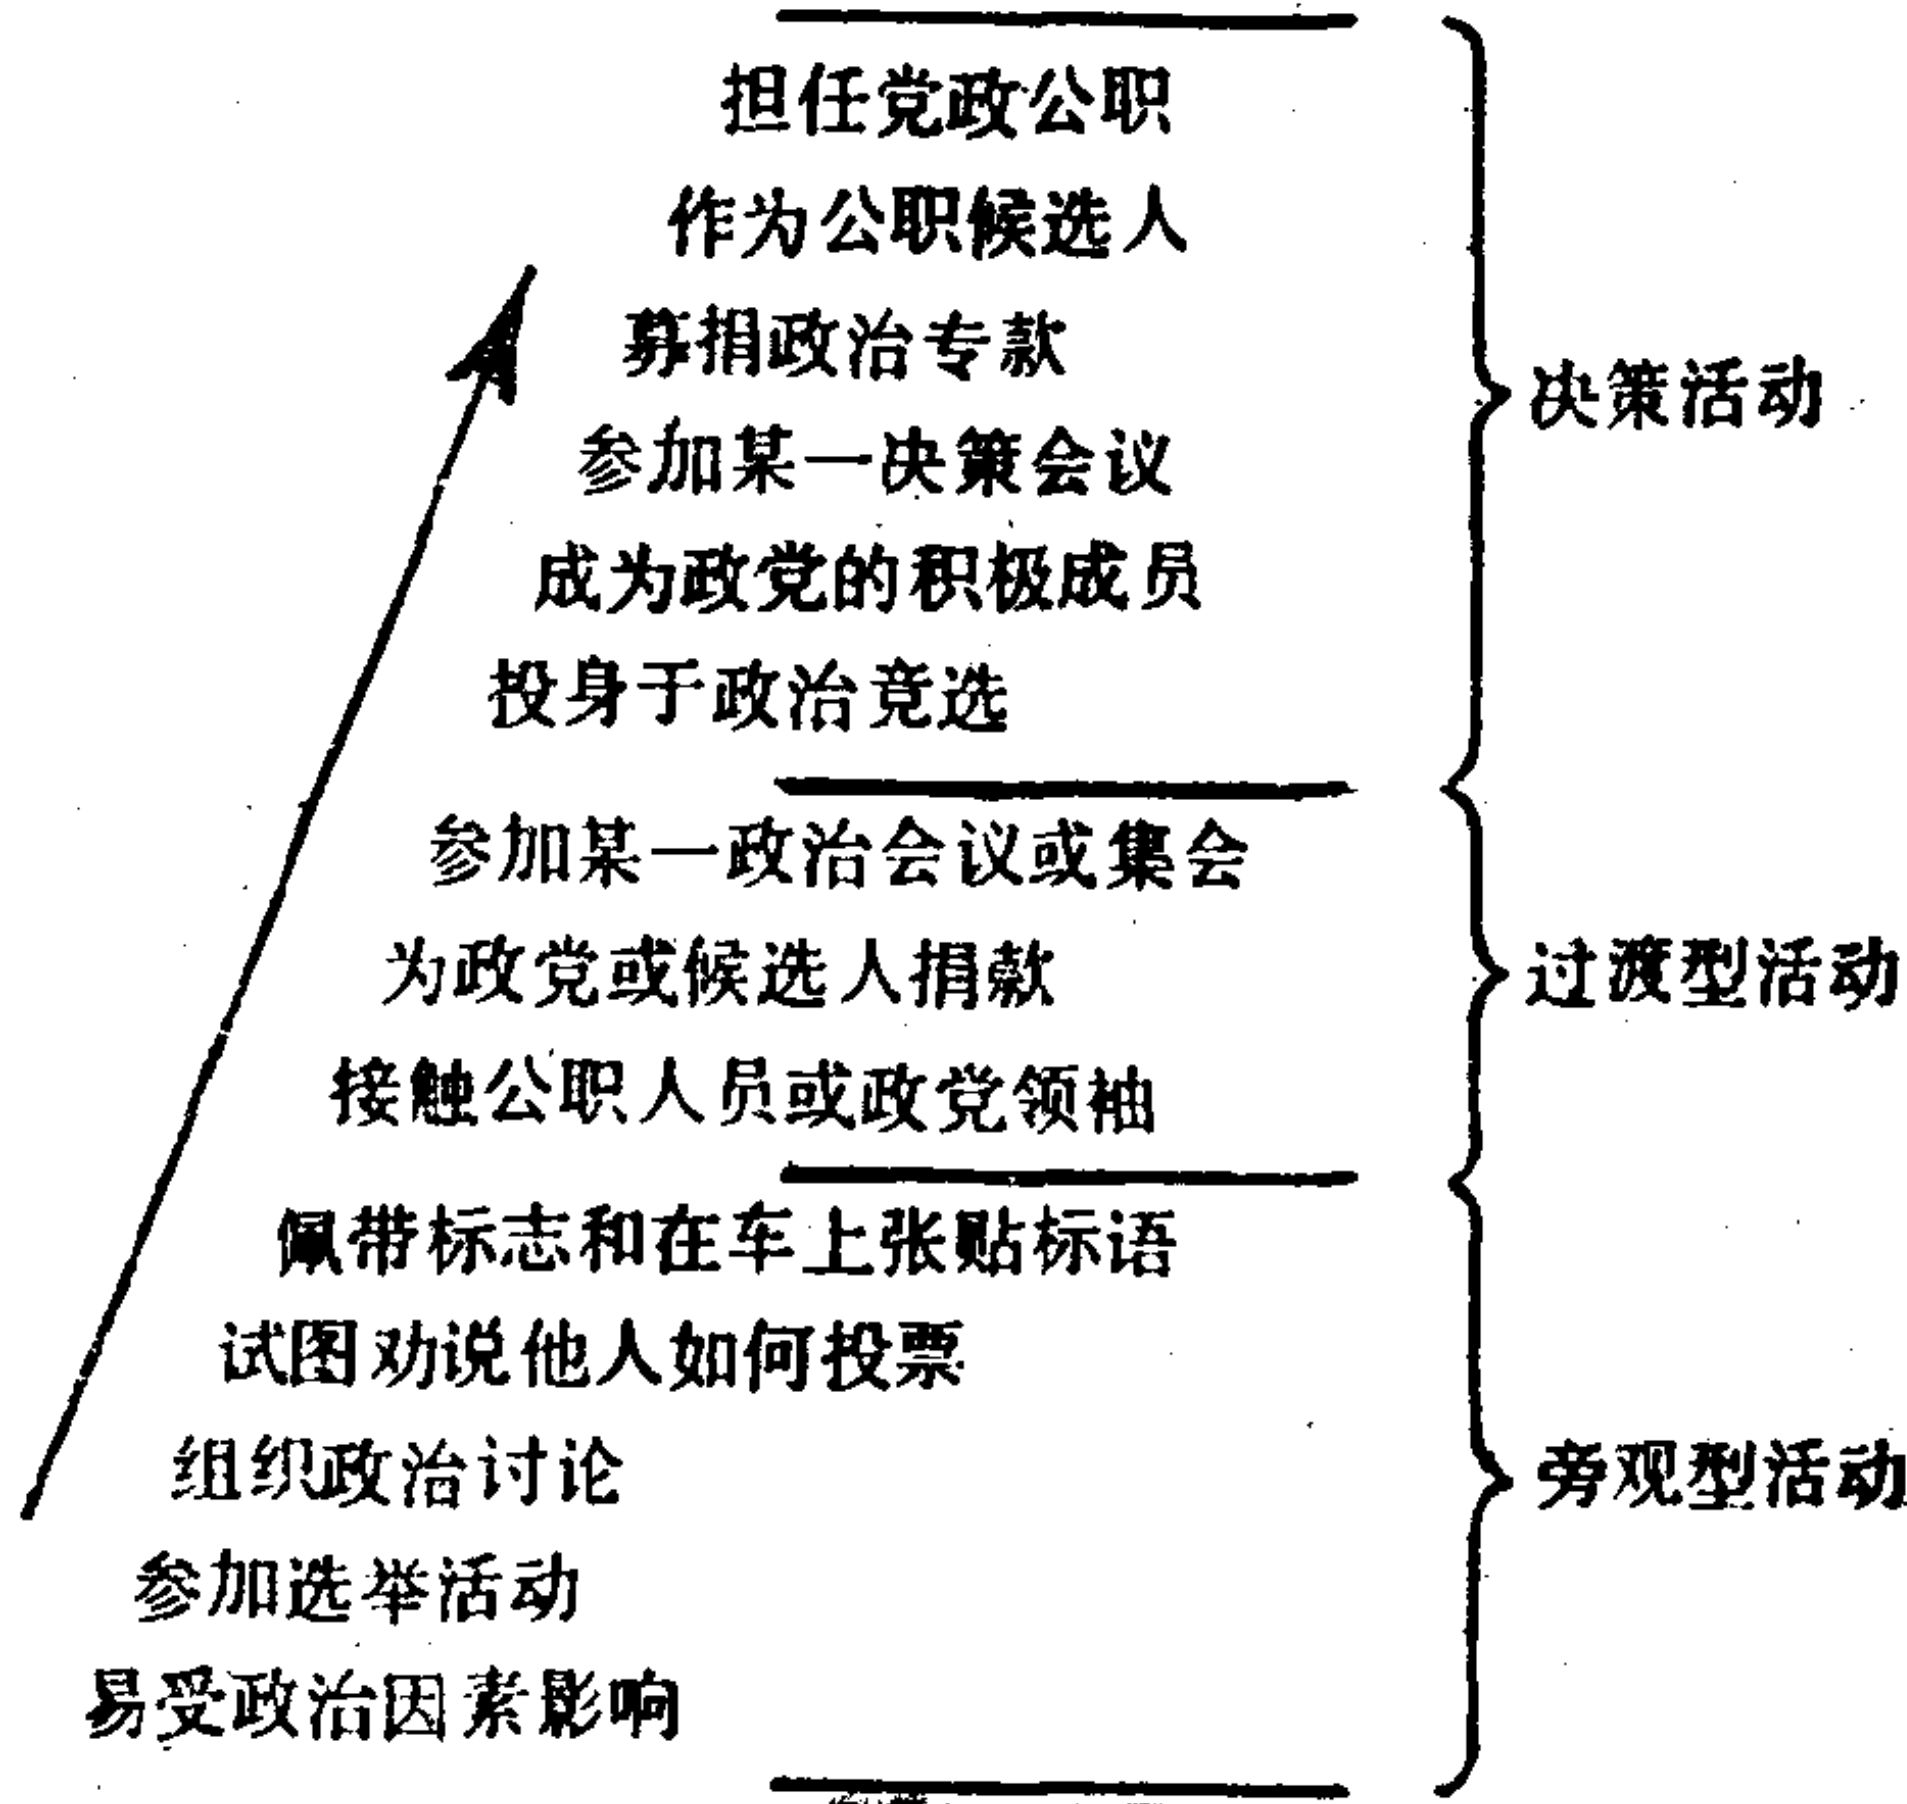 担任党政公职
作为公职候选人
募捐政治专款
决策活动
参加某一决策会议
成为政党的积极成员
投身于政治竞选
参加某一政治会议或集会
为政党或候选人捐款
过渡型活动
接触公职人员或政党领袖
佩带标志和在车上张贴标语
试图劝说他人如何投票
组织政治讨论
旁观型活动
参加选举活动
易受政治因素影响